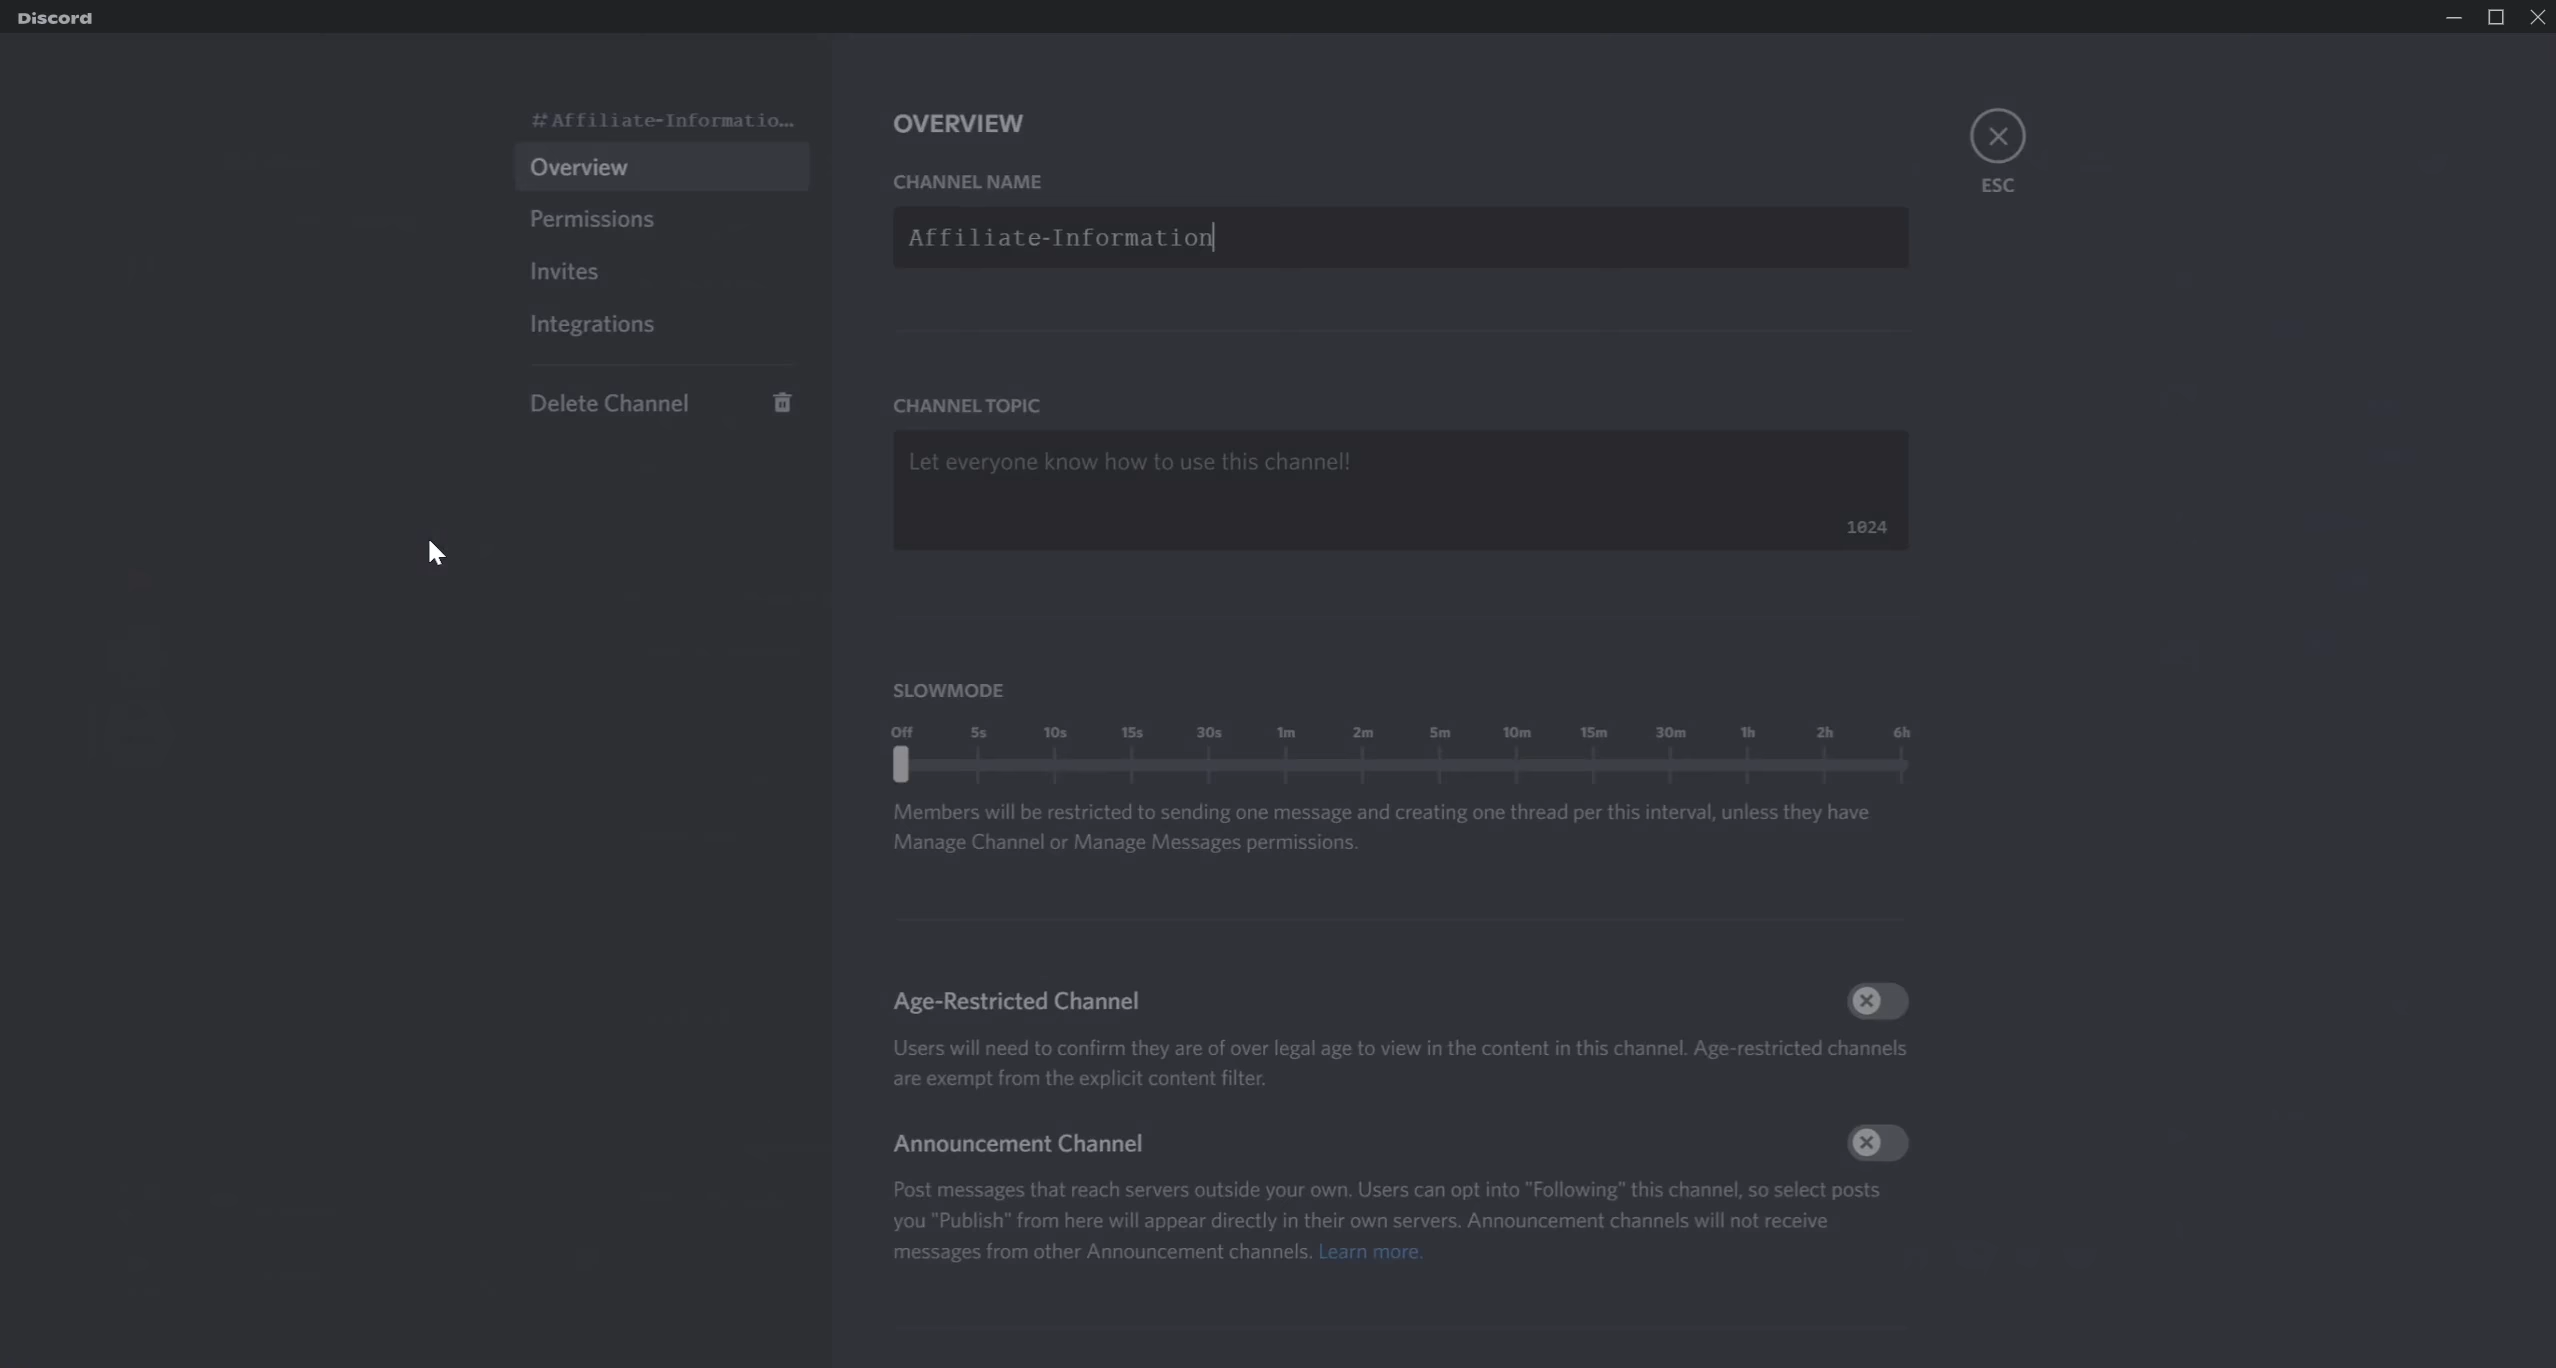 Discord
#Affiliate-Informatio...
Overview
Permissions
Invites
Integrations
Delete Channel
OVERVIEW
CHANNEL NAME
Affiliate-Information
ESC
CHANNEL TOPIC
Let everyone know how to use this channel!
1024
SLOWMODE
Off 5s 10s 15s 30s 1m 2m 5m 10m 15m 30m 1h 2h 6h
Members will be restricted to sending one message and creating one thread per this interval, unless they have
Manage Channel or Manage Messages permissions.
Age-Restricted Channel
Users will need to confirm they are of over legal age to view in the content in this channel. Age-restricted channels
are exempt from the explicit content filter.
Announcement Channel
Post messages that reach servers outside your own. Users can opt into "Following" this channel, so select posts
you "Publish" from here will appear directly in their own servers. Announcement channels will not receive
messages from other Announcement channels. Learn more.